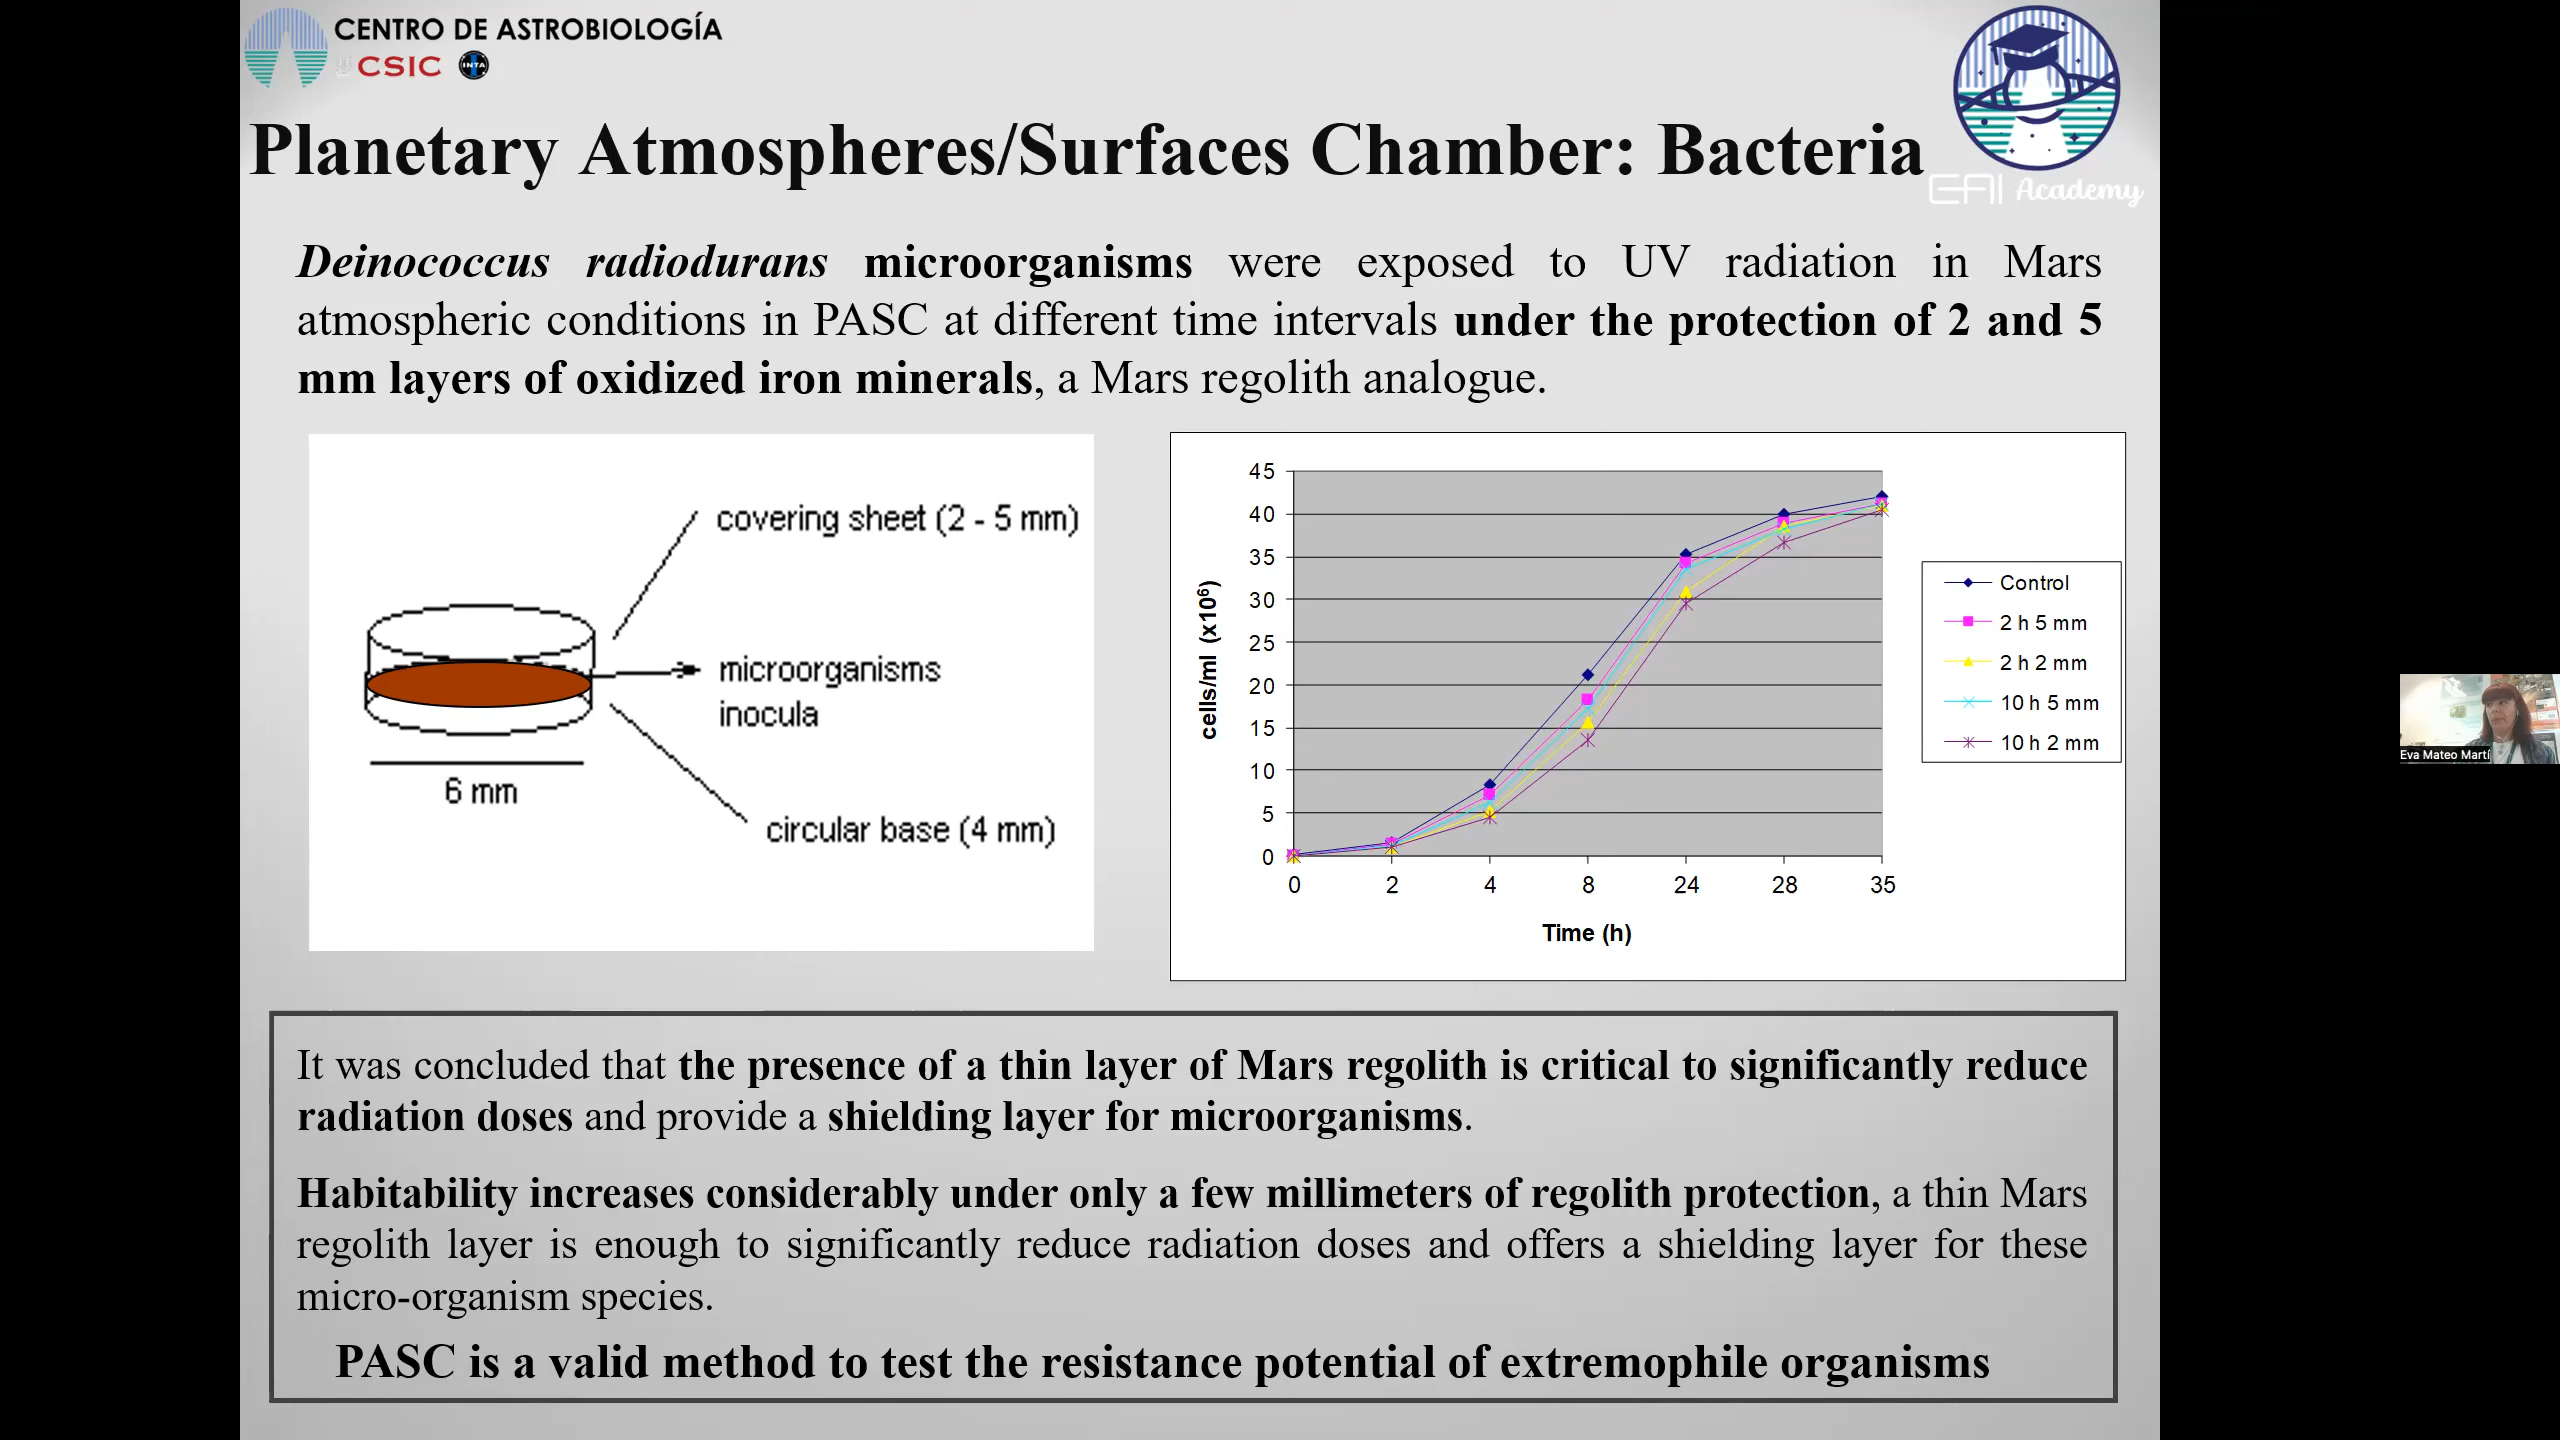 CENTRO DE ASTROBIOLOGÍA
CSIC INTA
EAI Academy
Planetary Atmospheres/Surfaces Chamber: Bacteria
Deinococcus radiodurans microorganisms were exposed to UV radiation in Mars
atmospheric conditions in PASC at different time intervals under the protection of 2 and 5
mm layers of oxidized iron minerals, a Mars regolith analogue.
covering sheet (2 - 5 mm)
microorganisms
inocula
6 mm
circular base (4 mm)
45
40
35
30
25
20
15
10
5
0
cells/ml (x10⁶)
0 2 4 8 24 28 35
Time (h)
Control
2 h 5 mm
2 h 2 mm
10 h 5 mm
10 h 2 mm
Eva Mateo Martí
It was concluded that the presence of a thin layer of Mars regolith is critical to significantly reduce
radiation doses and provide a shielding layer for microorganisms.
Habitability increases considerably under only a few millimeters of regolith protection, a thin Mars
regolith layer is enough to significantly reduce radiation doses and offers a shielding layer for these
micro-organism species.
PASC is a valid method to test the resistance potential of extremophile organisms